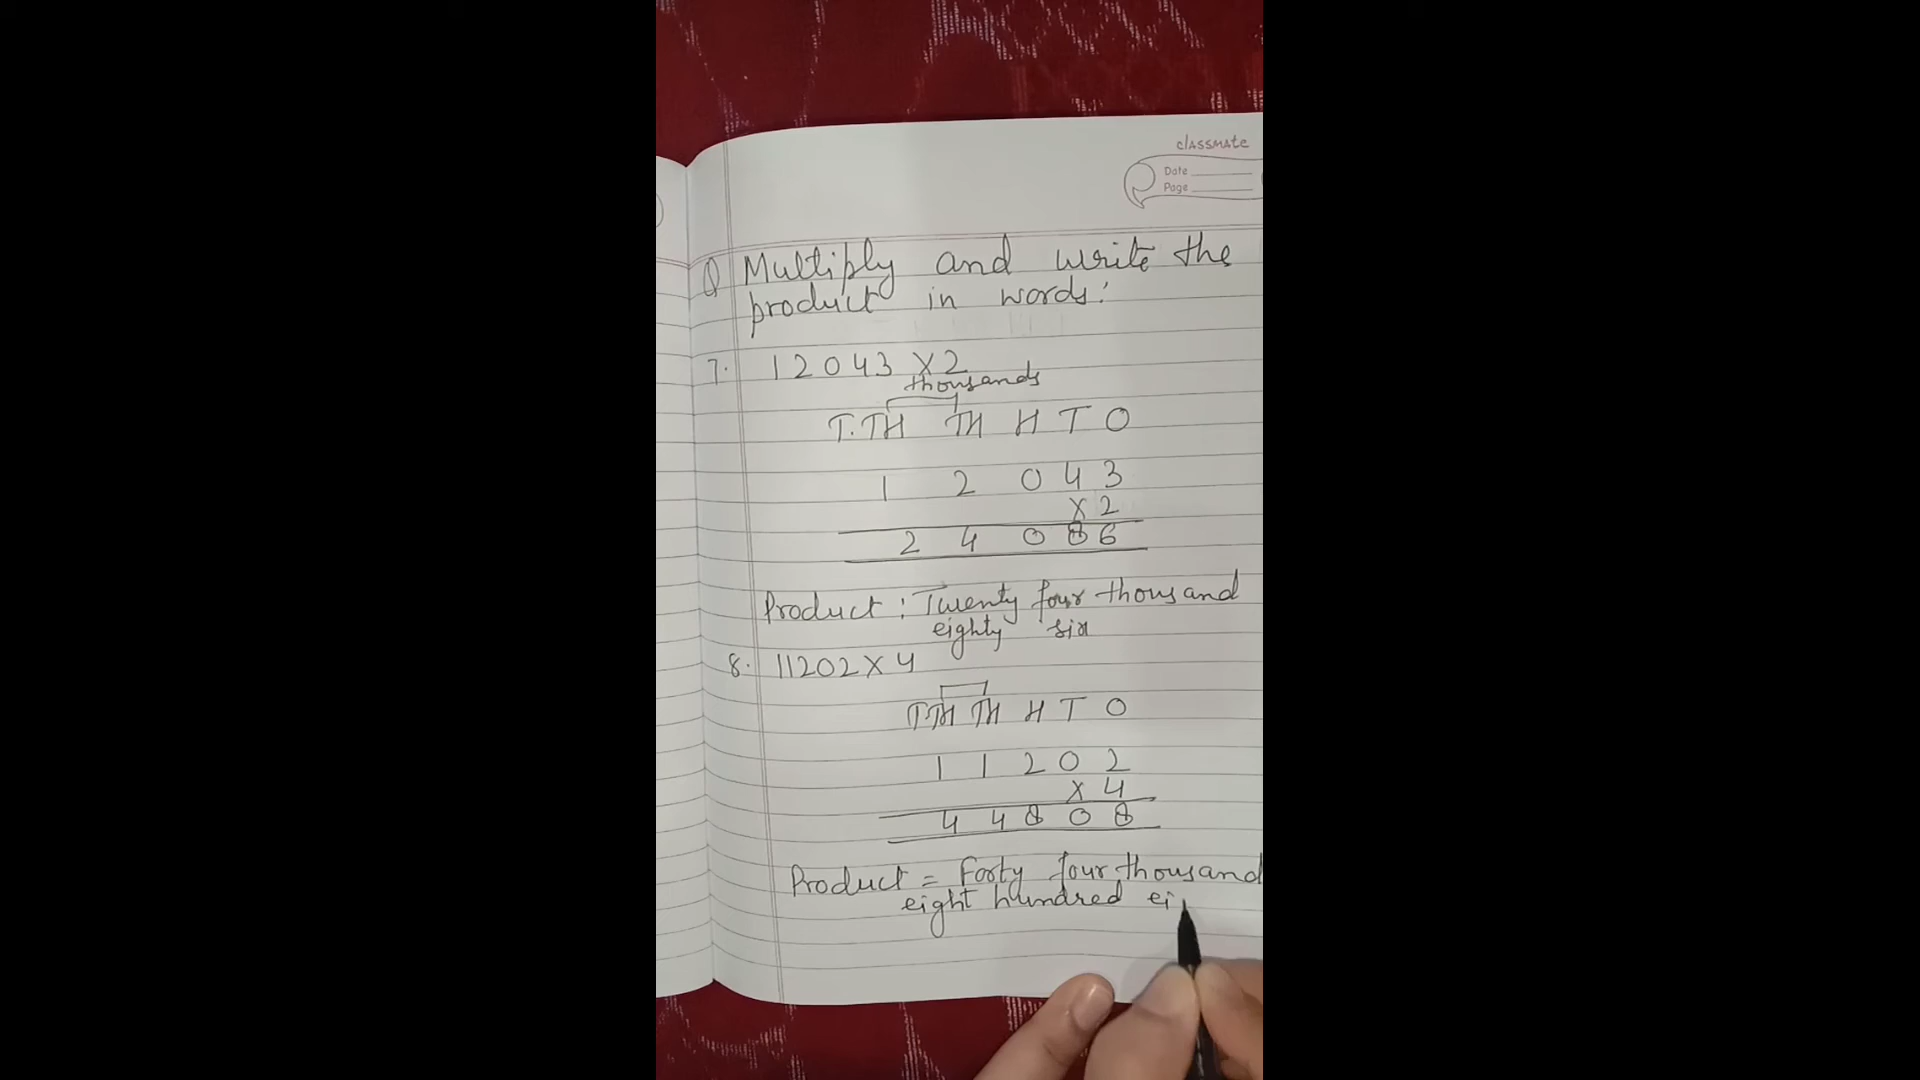 classmate
Date
Page
Q Multiply and write the
product in words:
7. 12043 X 2
thousands
T.TH TH H T O
1 2 0 4 3
X 2
2 4 0 8 6
Product : Twenty four thousand
eighty six
8. 11202 X 4
T.TH TH H T O
1 1 2 0 2
X 4
4 4 8 0 8
Product = Forty four thousand
eight hundred ei